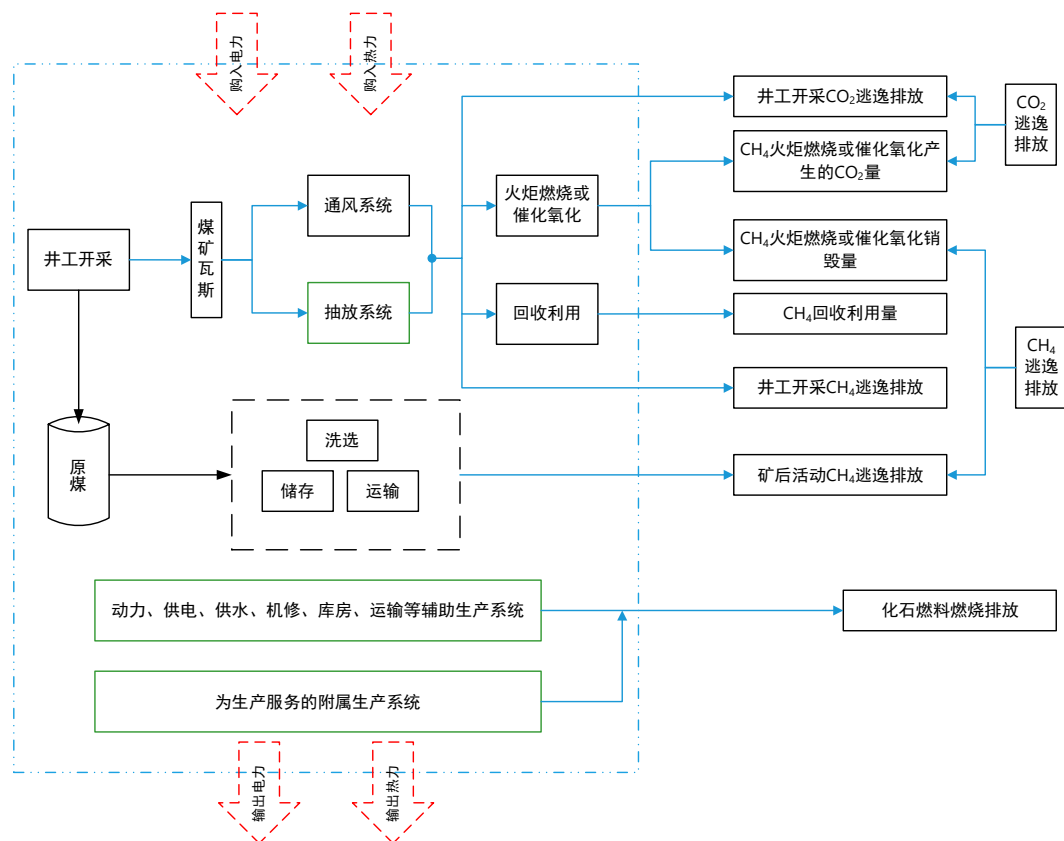 购入电力
购入热力
井工开采CO₂逃逸排放
CO₂
逃逸
排放
CH₄火炬燃烧或催化氧化产
生的CO₂量
通风系统
火炬燃烧或
催化氧化
煤
矿
瓦
斯
井工开采
CH₄火炬燃烧或催化氧化销
毁量
抽放系统
回收利用
CH₄回收利用量
CH₄
逃逸
排放
井工开采CH₄逃逸排放
洗选
原
煤
储存
运输
矿后活动CH₄逃逸排放
动力、供电、供水、机修、库房、运输等辅助生产系统
化石燃料燃烧排放
为生产服务的附属生产系统
输出电力
输出热力